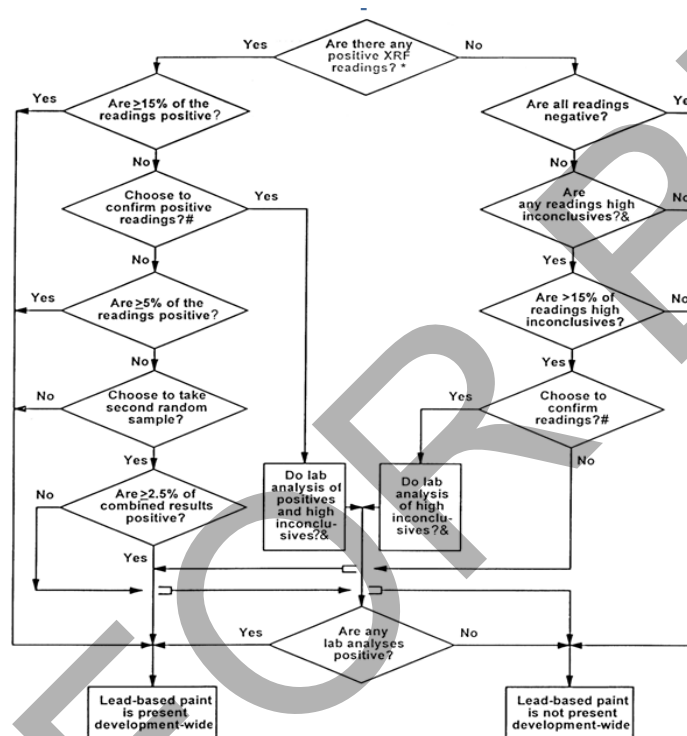 Are there any
positive XRF
readings? *
Yes
No
Are ≥15% of the
readings positive?
Yes
No
Are all readings
negative?
Ye
No
Choose to
confirm positive
readings?#
Yes
No
Are
any readings high
inconclusives?&
No
Yes
Are ≥5% of the
readings positive?
Yes
No
Are >15% of
readings high
inconclusives?
No
Yes
Choose to take
second random
sample?
No
Yes
Choose to
confirm
readings?#
Yes
No
Are ≥2.5% of
combined results
positive?
No
Yes
Do lab
analysis of
positives
and high
inconclu-
sives?&
Do lab
analysis
of high
inconclu-
sives?&
Are any
lab analyses
positive?
Yes
No
Lead-based paint
is present
development-wide
Lead-based paint
is not present
development-wide
FOR